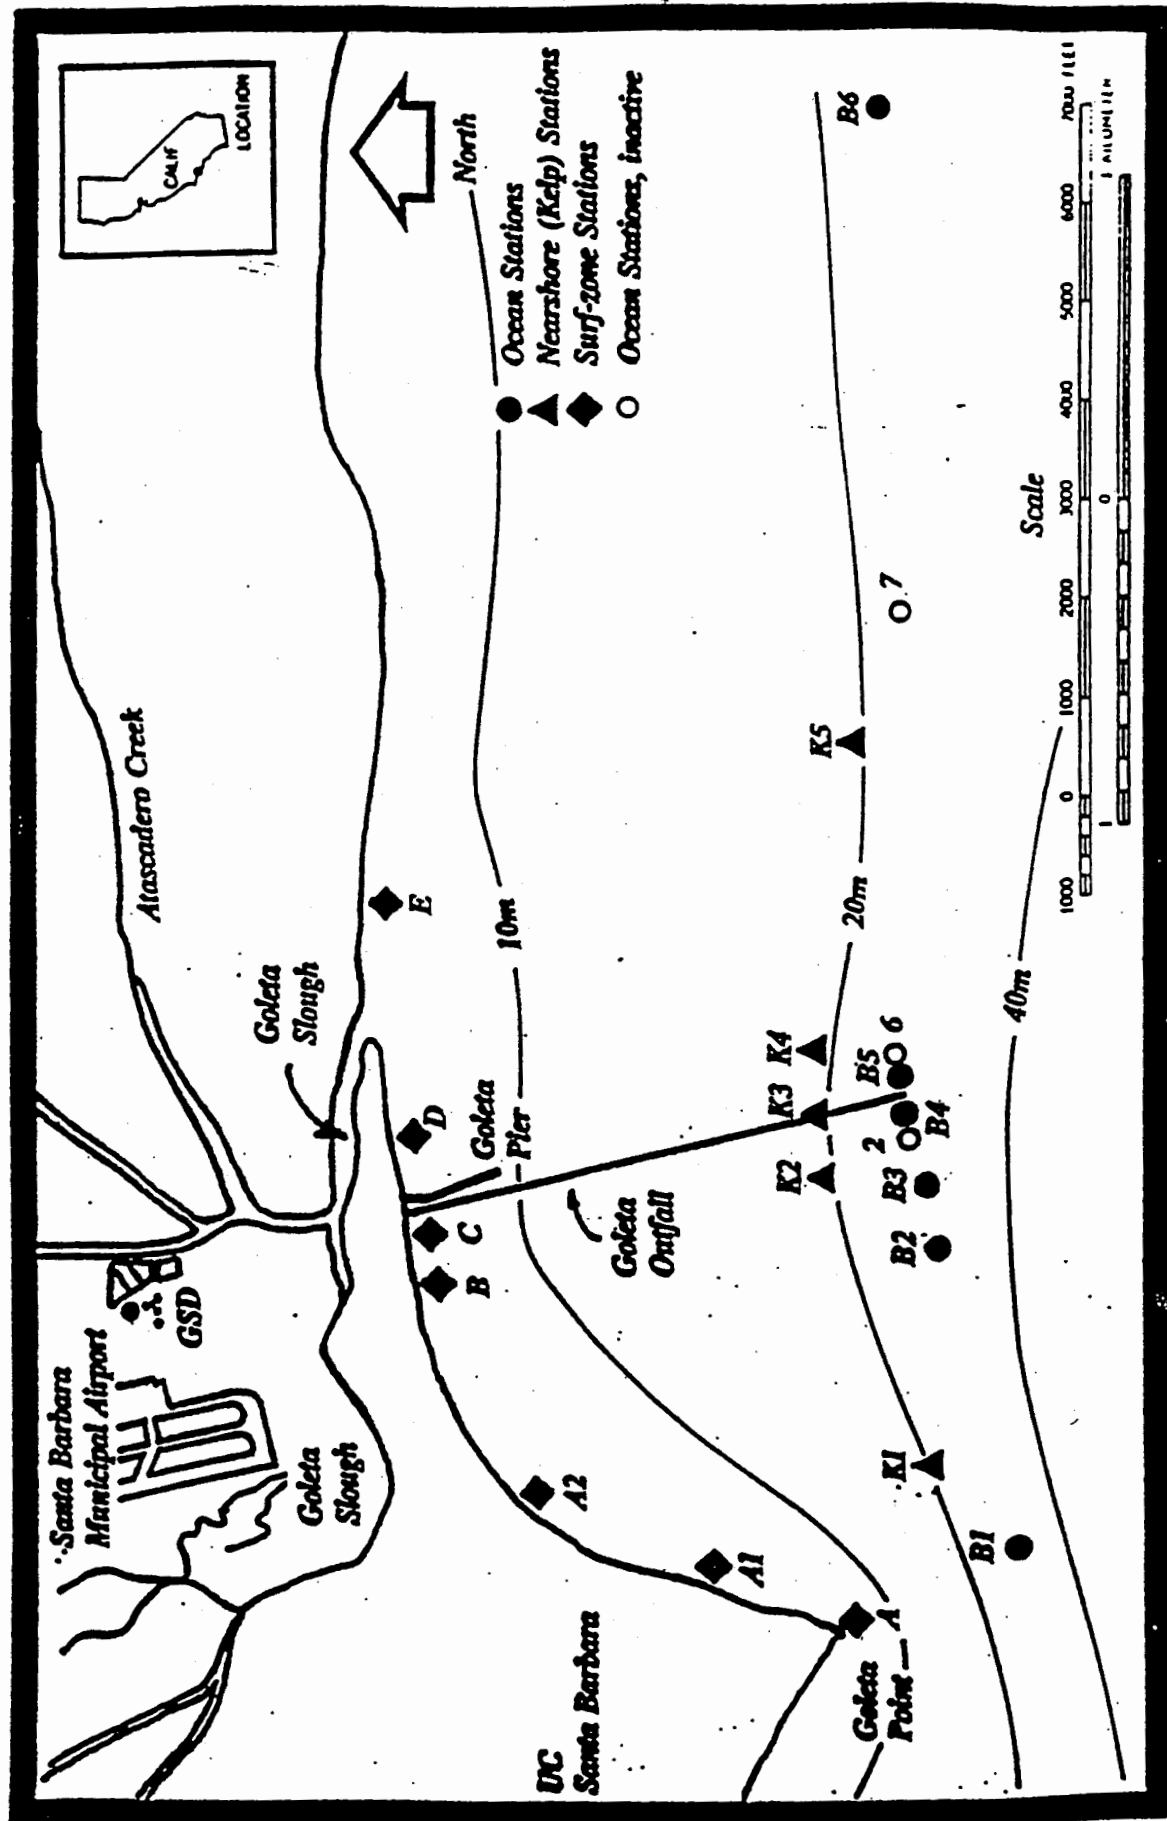 CALIF
LOCATION
North
Atascadero Creek
Santa Barbara
Municipal Airport
GSD
Goleta
Slough
Goleta
Slough
UC
Santa Barbara
Goleta
Point
A
A1
A2
B
C
D
E
Goleta
Pier
Goleta
Outfall
10m
20m
40m
K1
K2
K3
K4
K5
B1
B2
B3
2
B4
B5
6
7
B6
Ocean Stations
Nearshore (Kelp) Stations
Surf-zone Stations
Ocean Stations, inactive
Scale
1000 0 1000 2000 3000 4000 5000 6000 7000 FEET
1 0 1 KILOMETER